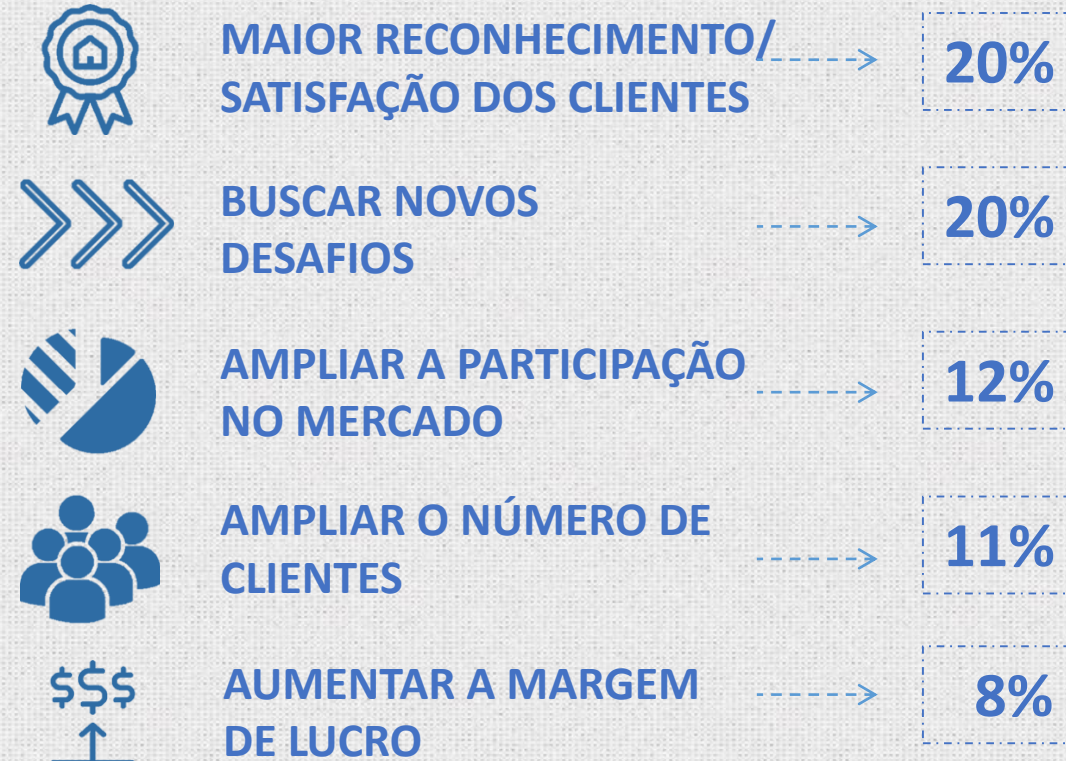 MAIOR RECONHECIMENTO/
SATISFAÇÃO DOS CLIENTES
20%
BUSCAR NOVOS
DESAFIOS
20%
AMPLIAR A PARTICIPAÇÃO
NO MERCADO
12%
AMPLIAR O NÚMERO DE
CLIENTES
11%
$$$
AUMENTAR A MARGEM
DE LUCRO
8%